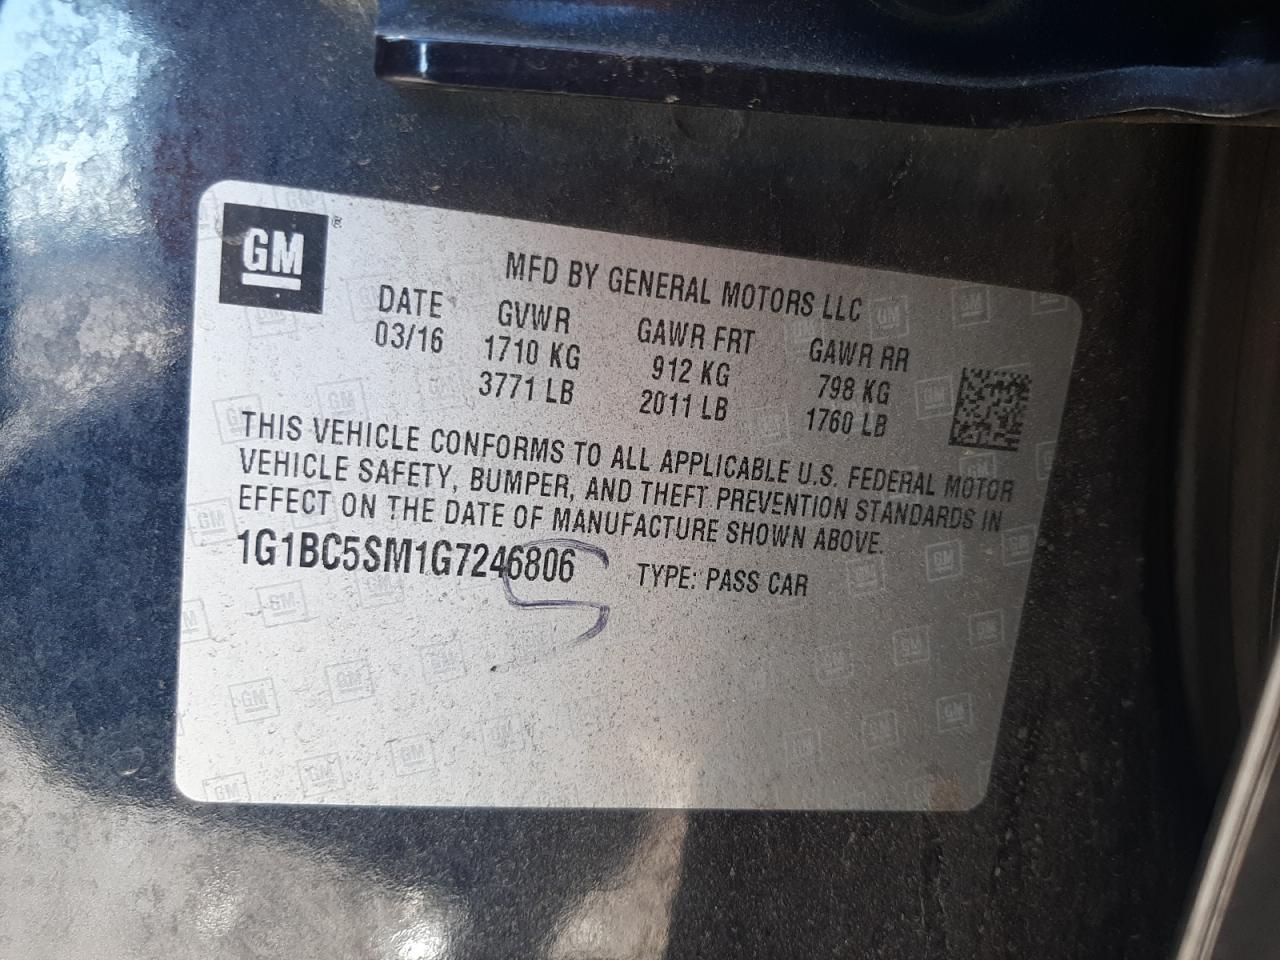 GM ®
MFD BY GENERAL MOTORS LLC
DATE GVWR GAWR FRT GAWR RR
03/16 1710 KG 912 KG 798 KG
3771 LB 2011 LB 1760 LB
THIS VEHICLE CONFORMS TO ALL APPLICABLE U.S. FEDERAL MOTOR
VEHICLE SAFETY, BUMPER, AND THEFT PREVENTION STANDARDS IN
EFFECT ON THE DATE OF MANUFACTURE SHOWN ABOVE.
1G1BC5SM1G7246806 TYPE: PASS CAR